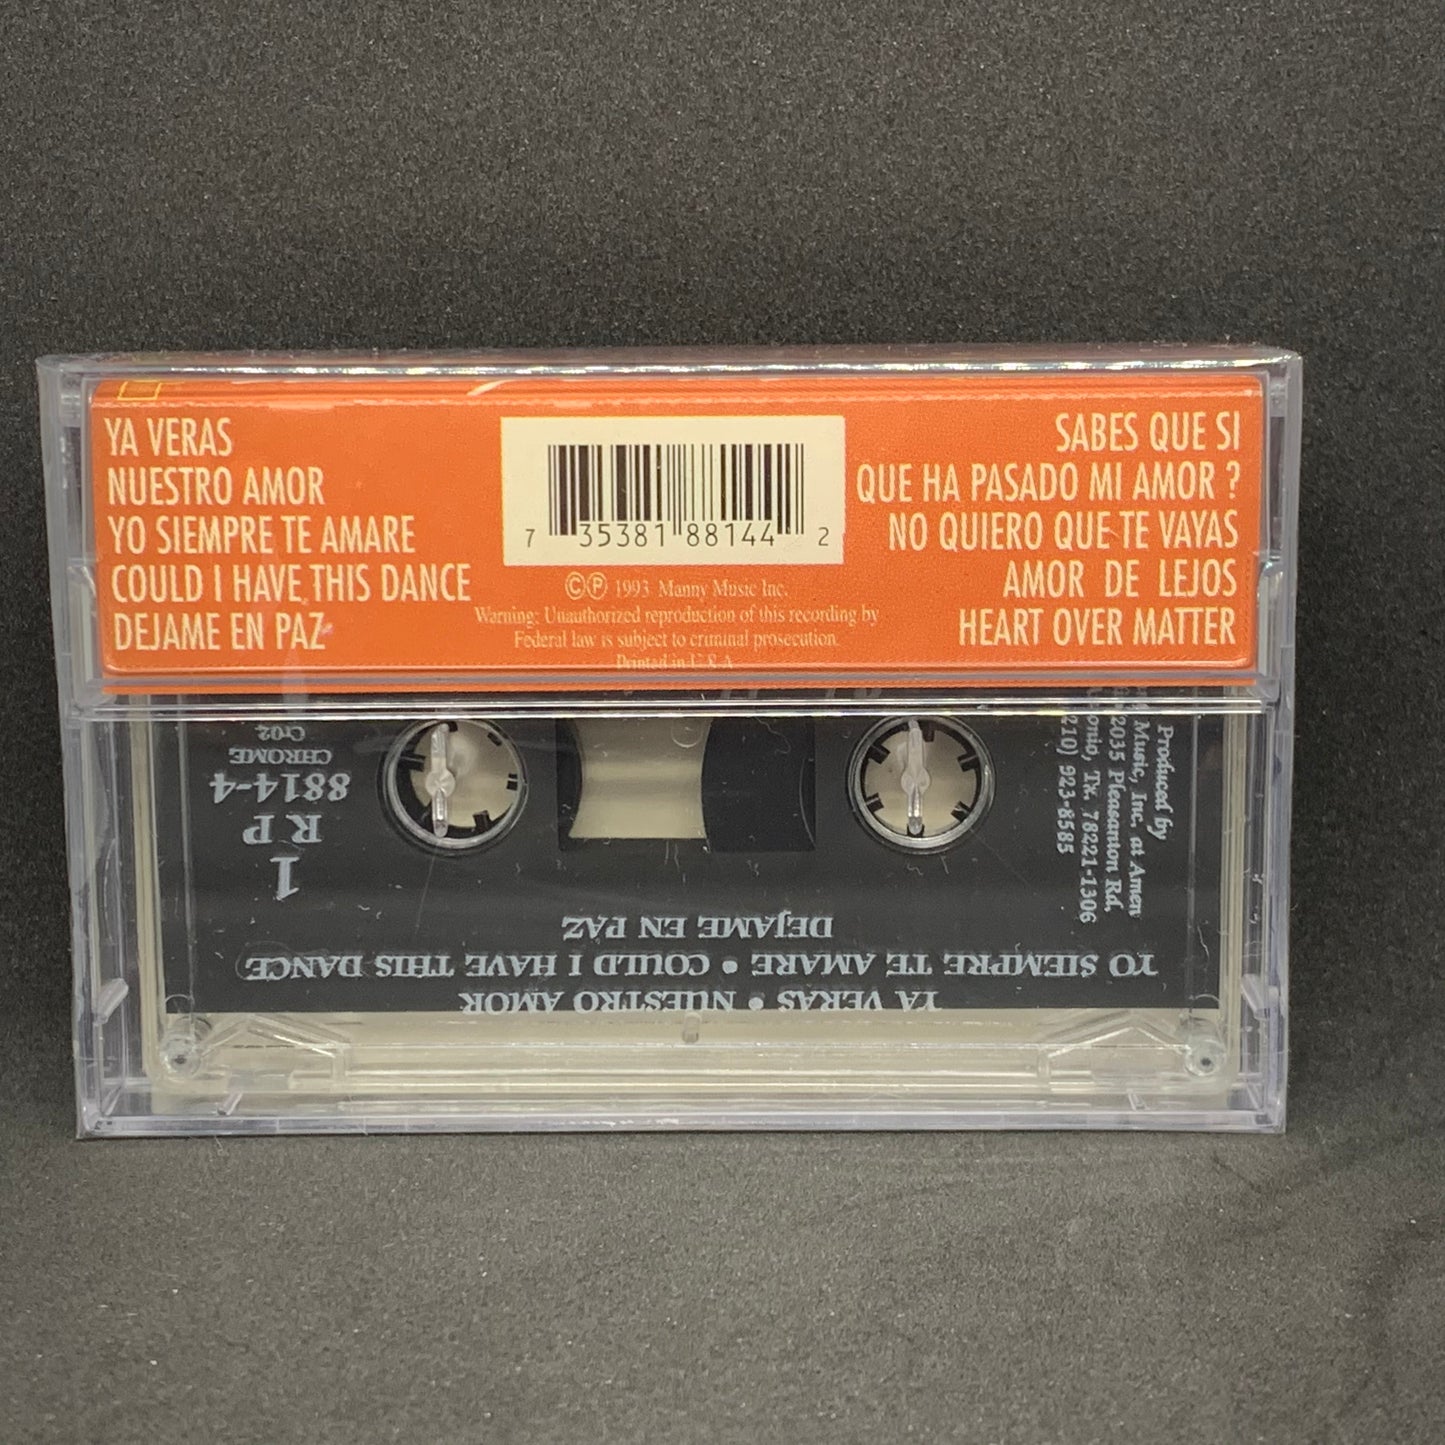 YA VERAS
NUESTRO AMOR
YO SIEMPRE TE AMARE
COULD I HAVE THIS DANCE
DEJAME EN PAZ
7 35381 88144 2
©℗ 1993 Manny Music Inc.
Warning: Unauthorized reproduction of this recording by
Federal law is subject to criminal prosecution.
Printed in U.S.A.
SABES QUE SI
QUE HA PASADO MI AMOR ?
NO QUIERO QUE TE VAYAS
AMOR DE LEJOS
HEART OVER MATTER
YA VERAS • NUESTRO AMOR
YO SIEMPRE TE AMARE • COULD I HAVE THIS DANCE
DEJAME EN PAZ
1
R P
8814-4
CHROME
Cr02
Produced by
Music, Inc. at Amen
2035 Pleasanton Rd,
Tx. 78221-1306
210) 923-8585